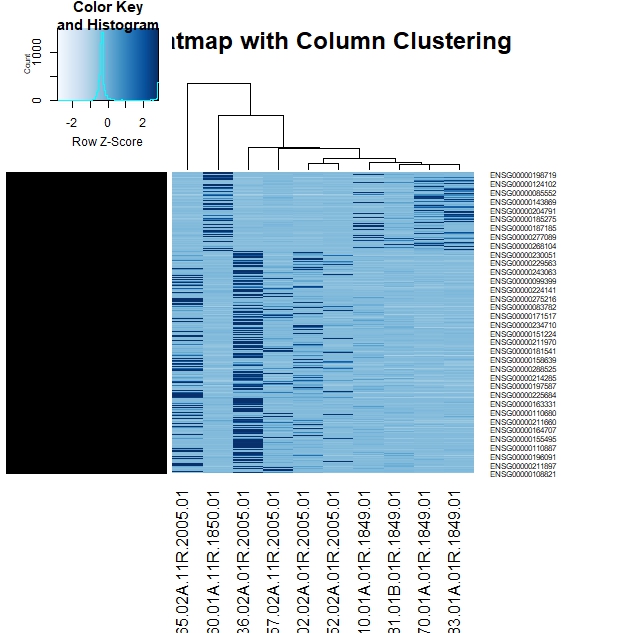 Color Key
and Histogram
tmap with Column Clustering
Count
0
1000
-2
0
2
Row Z-Score
ENSG00000198719
ENSG00000124102
ENSG00000085552
ENSG00000143869
ENSG00000204791
ENSG00000185275
ENSG00000187185
ENSG00000277089
ENSG00000268104
ENSG00000230051
ENSG00000229563
ENSG00000243063
ENSG00000099399
ENSG00000224141
ENSG00000275216
ENSG00000083782
ENSG00000171517
ENSG00000234710
ENSG00000151224
ENSG00000211970
ENSG00000181541
ENSG00000158639
ENSG00000288525
ENSG00000214285
ENSG00000197587
ENSG00000225684
ENSG00000163331
ENSG00000110680
ENSG00000211660
ENSG00000164707
ENSG00000155495
ENSG00000110887
ENSG00000196091
ENSG00000211897
ENSG00000108821
65.02A.11R.2005.01
60.01A.11R.1850.01
36.02A.01R.2005.01
57.02A.11R.2005.01
02.02A.01R.2005.01
52.02A.01R.2005.01
10.01A.01R.1849.01
31.01B.01R.1849.01
70.01A.01R.1849.01
33.01A.01R.1849.01